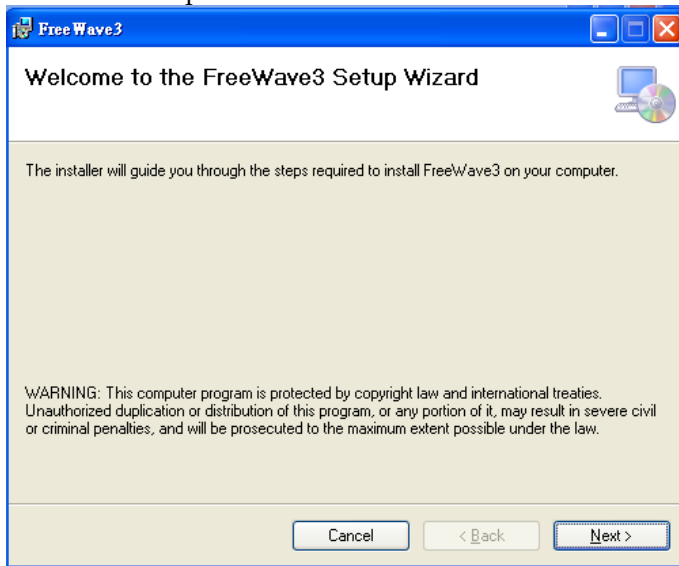 FreeWave3
Welcome to the FreeWave3 Setup Wizard
The installer will guide you through the steps required to install FreeWave3 on your computer.
WARNING: This computer program is protected by copyright law and international treaties.
Unauthorized duplication or distribution of this program, or any portion of it, may result in severe civil
or criminal penalties, and will be prosecuted to the maximum extent possible under the law.
Cancel
< Back
Next >